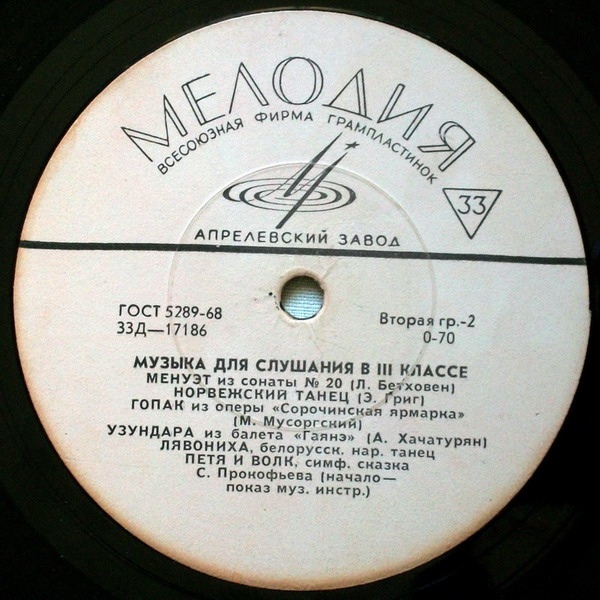 МЕЛОДИЯ
ВСЕСОЮЗНАЯ ФИРМА ГРАМПЛАСТИНОК
33
АПРЕЛЕВСКИЙ ЗАВОД
ГОСТ 5289-68
33Д—17186
Вторая гр.-2
0-70
МУЗЫКА ДЛЯ СЛУШАНИЯ В III КЛАССЕ
МЕНУЭТ из сонаты № 20 (Л. Бетховен)
НОРВЕЖСКИЙ ТАНЕЦ (Э. Григ)
ГОПАК из оперы «Сорочинская ярмарка»
(М. Мусоргский)
УЗУНДАРА из балета «Гаянэ» (А. Хачатурян)
ЛЯВОНИХА, белорусск. нар. танец
ПЕТЯ И ВОЛК, симф. сказка
С. Прокофьева (начало—
показ муз. инстр.)